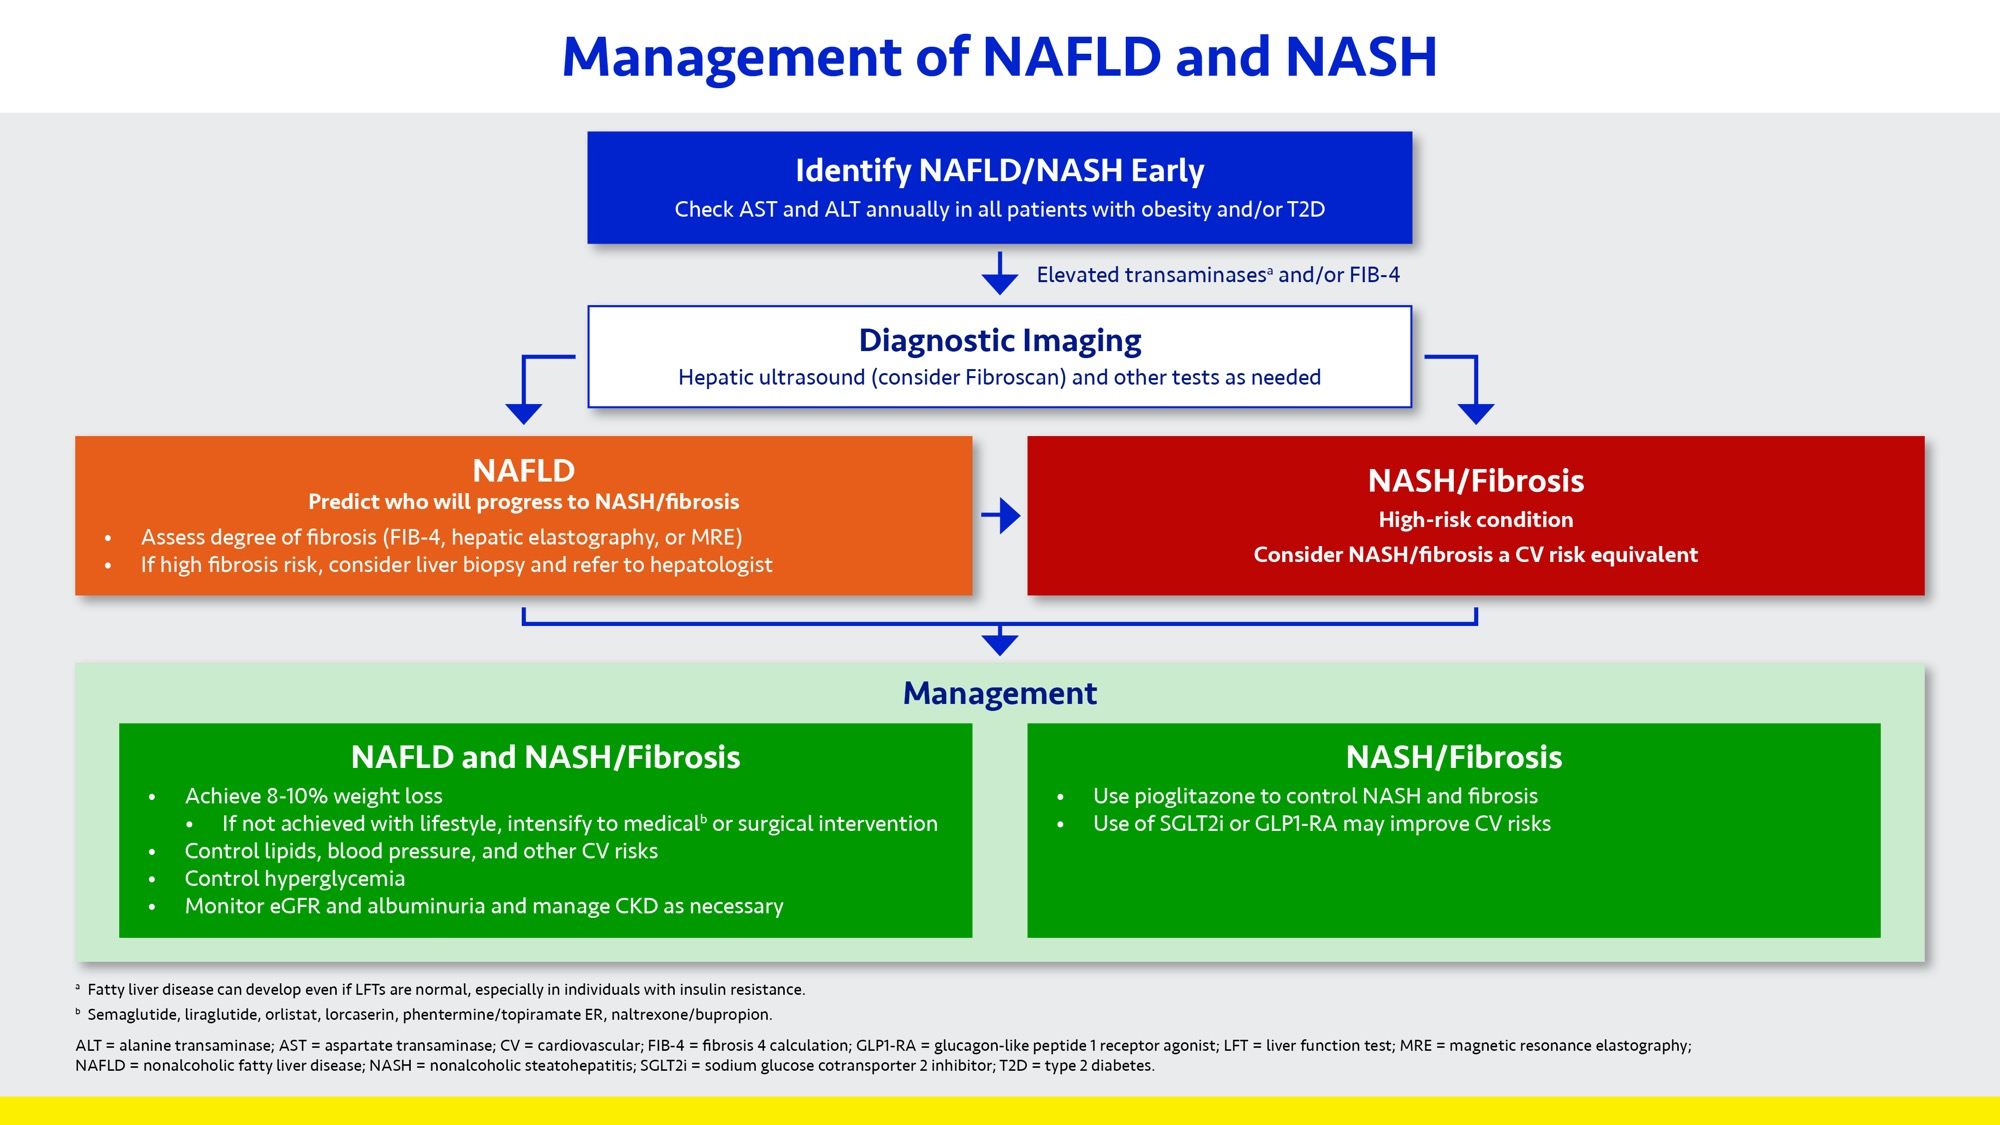 Management of NAFLD and NASH
Identify NAFLD/NASH Early
Check AST and ALT annually in all patients with obesity and/or T2D
Elevated transaminasesᵃ and/or FIB-4
Diagnostic Imaging
Hepatic ultrasound (consider Fibroscan) and other tests as needed
NAFLD
Predict who will progress to NASH/fibrosis
• Assess degree of fibrosis (FIB-4, hepatic elastography, or MRE)
• If high fibrosis risk, consider liver biopsy and refer to hepatologist
NASH/Fibrosis
High-risk condition
Consider NASH/fibrosis a CV risk equivalent
Management
NAFLD and NASH/Fibrosis
• Achieve 8-10% weight loss
• If not achieved with lifestyle, intensify to medicalᵇ or surgical intervention
• Control lipids, blood pressure, and other CV risks
• Control hyperglycemia
• Monitor eGFR and albuminuria and manage CKD as necessary
NASH/Fibrosis
• Use pioglitazone to control NASH and fibrosis
• Use of SGLT2i or GLP1-RA may improve CV risks
ᵃ Fatty liver disease can develop even if LFTs are normal, especially in individuals with insulin resistance.
ᵇ Semaglutide, liraglutide, orlistat, lorcaserin, phentermine/topiramate ER, naltrexone/bupropion.
ALT = alanine transaminase; AST = aspartate transaminase; CV = cardiovascular; FIB-4 = fibrosis 4 calculation; GLP1-RA = glucagon-like peptide 1 receptor agonist; LFT = liver function test; MRE = magnetic resonance elastography;
NAFLD = nonalcoholic fatty liver disease; NASH = nonalcoholic steatohepatitis; SGLT2i = sodium glucose cotransporter 2 inhibitor; T2D = type 2 diabetes.